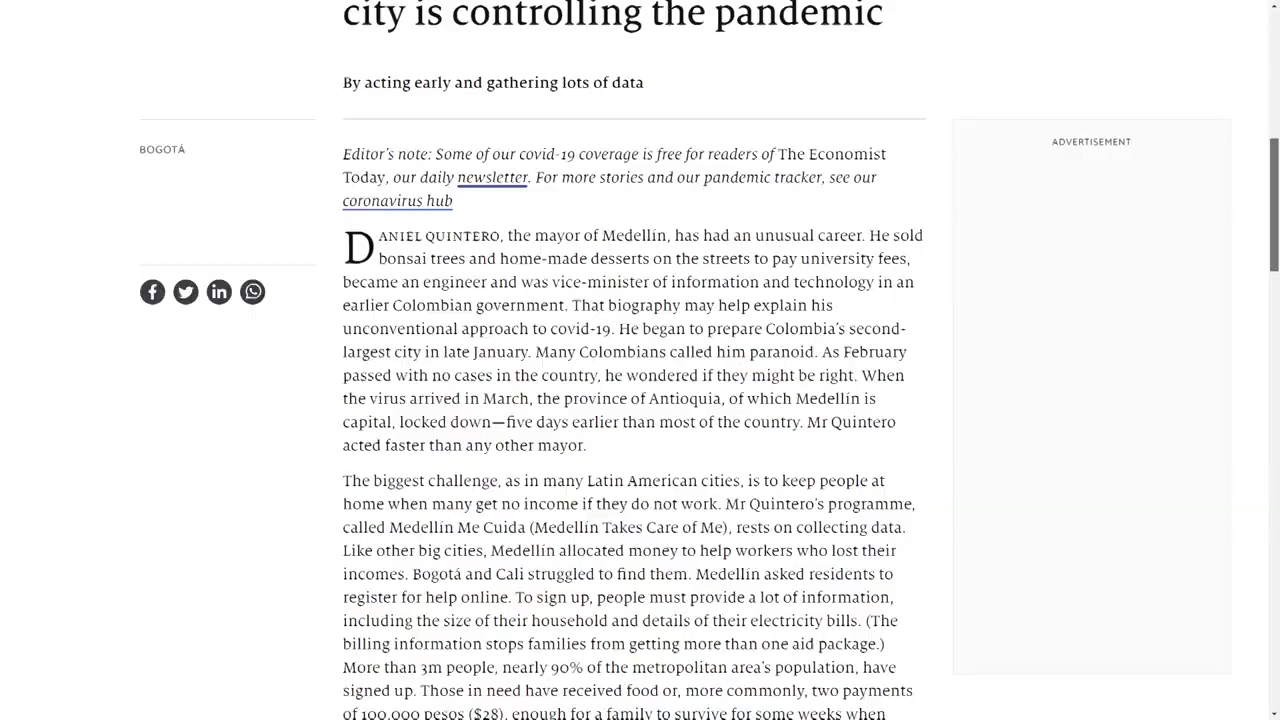 city is controlling the pandemic
By acting early and gathering lots of data
BOGOTÁ
ADVERTISEMENT
Editor's note: Some of our covid-19 coverage is free for readers of The Economist
Today, our daily newsletter. For more stories and our pandemic tracker, see our
coronavirus hub
DANIEL QUINTERO, the mayor of Medellín, has had an unusual career. He sold
bonsai trees and home-made desserts on the streets to pay university fees,
became an engineer and was vice-minister of information and technology in an
earlier Colombian government. That biography may help explain his
unconventional approach to covid-19. He began to prepare Colombia's second-
largest city in late January. Many Colombians called him paranoid. As February
passed with no cases in the country, he wondered if they might be right. When
the virus arrived in March, the province of Antioquia, of which Medellín is
capital, locked down—five days earlier than most of the country. Mr Quintero
acted faster than any other mayor.
The biggest challenge, as in many Latin American cities, is to keep people at
home when many get no income if they do not work. Mr Quintero's programme,
called Medellín Me Cuida (Medellín Takes Care of Me), rests on collecting data.
Like other big cities, Medellín allocated money to help workers who lost their
incomes. Bogotá and Cali struggled to find them. Medellín asked residents to
register for help online. To sign up, people must provide a lot of information,
including the size of their household and details of their electricity bills. (The
billing information stops families from getting more than one aid package.)
More than 3m people, nearly 90% of the metropolitan area's population, have
signed up. Those in need have received food or, more commonly, two payments
of 100,000 pesos ($28), enough for a family to survive for some weeks when